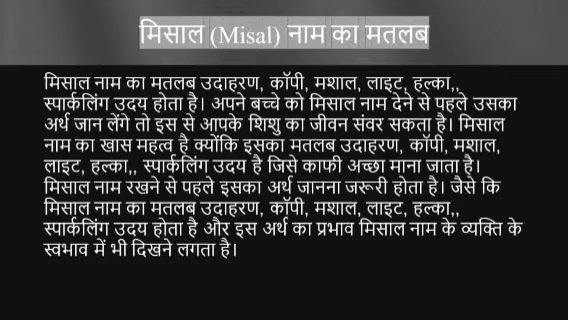 मिसाल (Misal) नाम का मतलब
मिसाल नाम का मतलब उदाहरण, कॉपी, मशाल, लाइट, हल्का,,
स्पार्कलिंग उदय होता है। अपने बच्चे को मिसाल नाम देने से पहले उसका
अर्थ जान लेंगे तो इस से आपके शिशु का जीवन संवर सकता है। मिसाल
नाम का खास महत्व है क्योंकि इसका मतलब उदाहरण, कॉपी, मशाल,
लाइट, हल्का,, स्पार्कलिंग उदय है जिसे काफी अच्छा माना जाता है।
मिसाल नाम रखने से पहले इसका अर्थ जानना जरूरी होता है। जैसे कि
मिसाल नाम का मतलब उदाहरण, कॉपी, मशाल, लाइट, हल्का,,
स्पार्कलिंग उदय होता है और इस अर्थ का प्रभाव मिसाल नाम के व्यक्ति के
स्वभाव में भी दिखने लगता है।